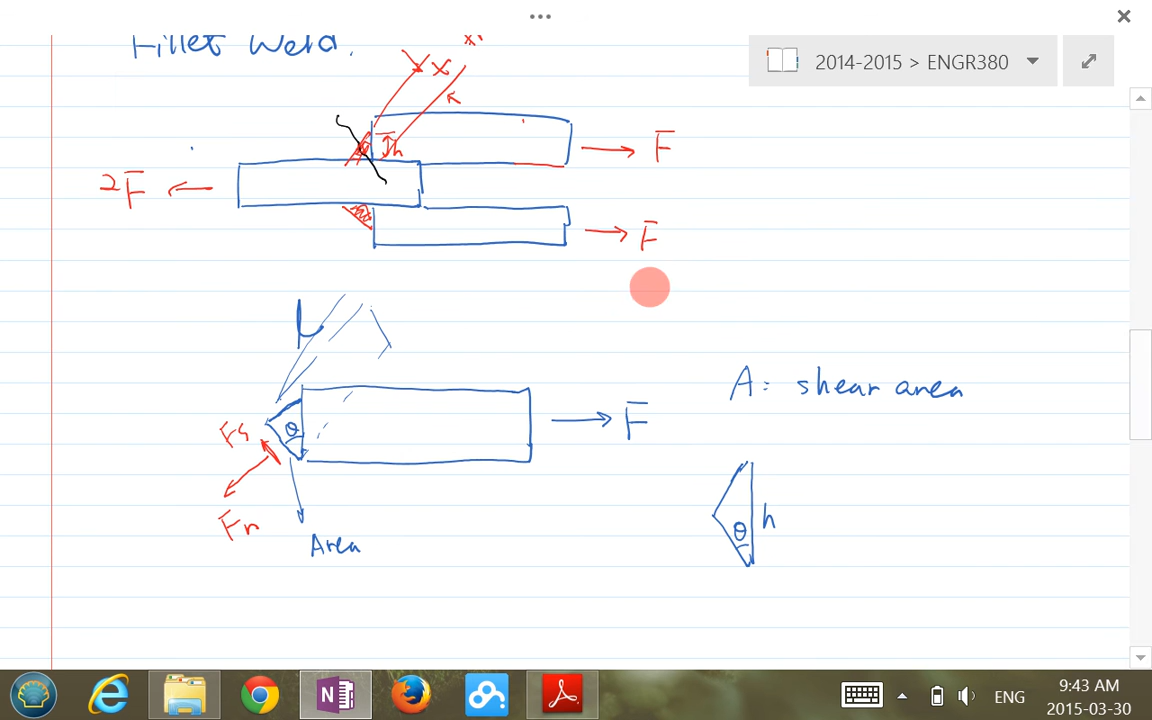 Fillet Weld.
2014-2015 > ENGR380
x
h
F
2F
F
L
A = shear area
θ
F
Fs
h
θ
Fn
Area
ENG
9:43 AM
2015-03-30